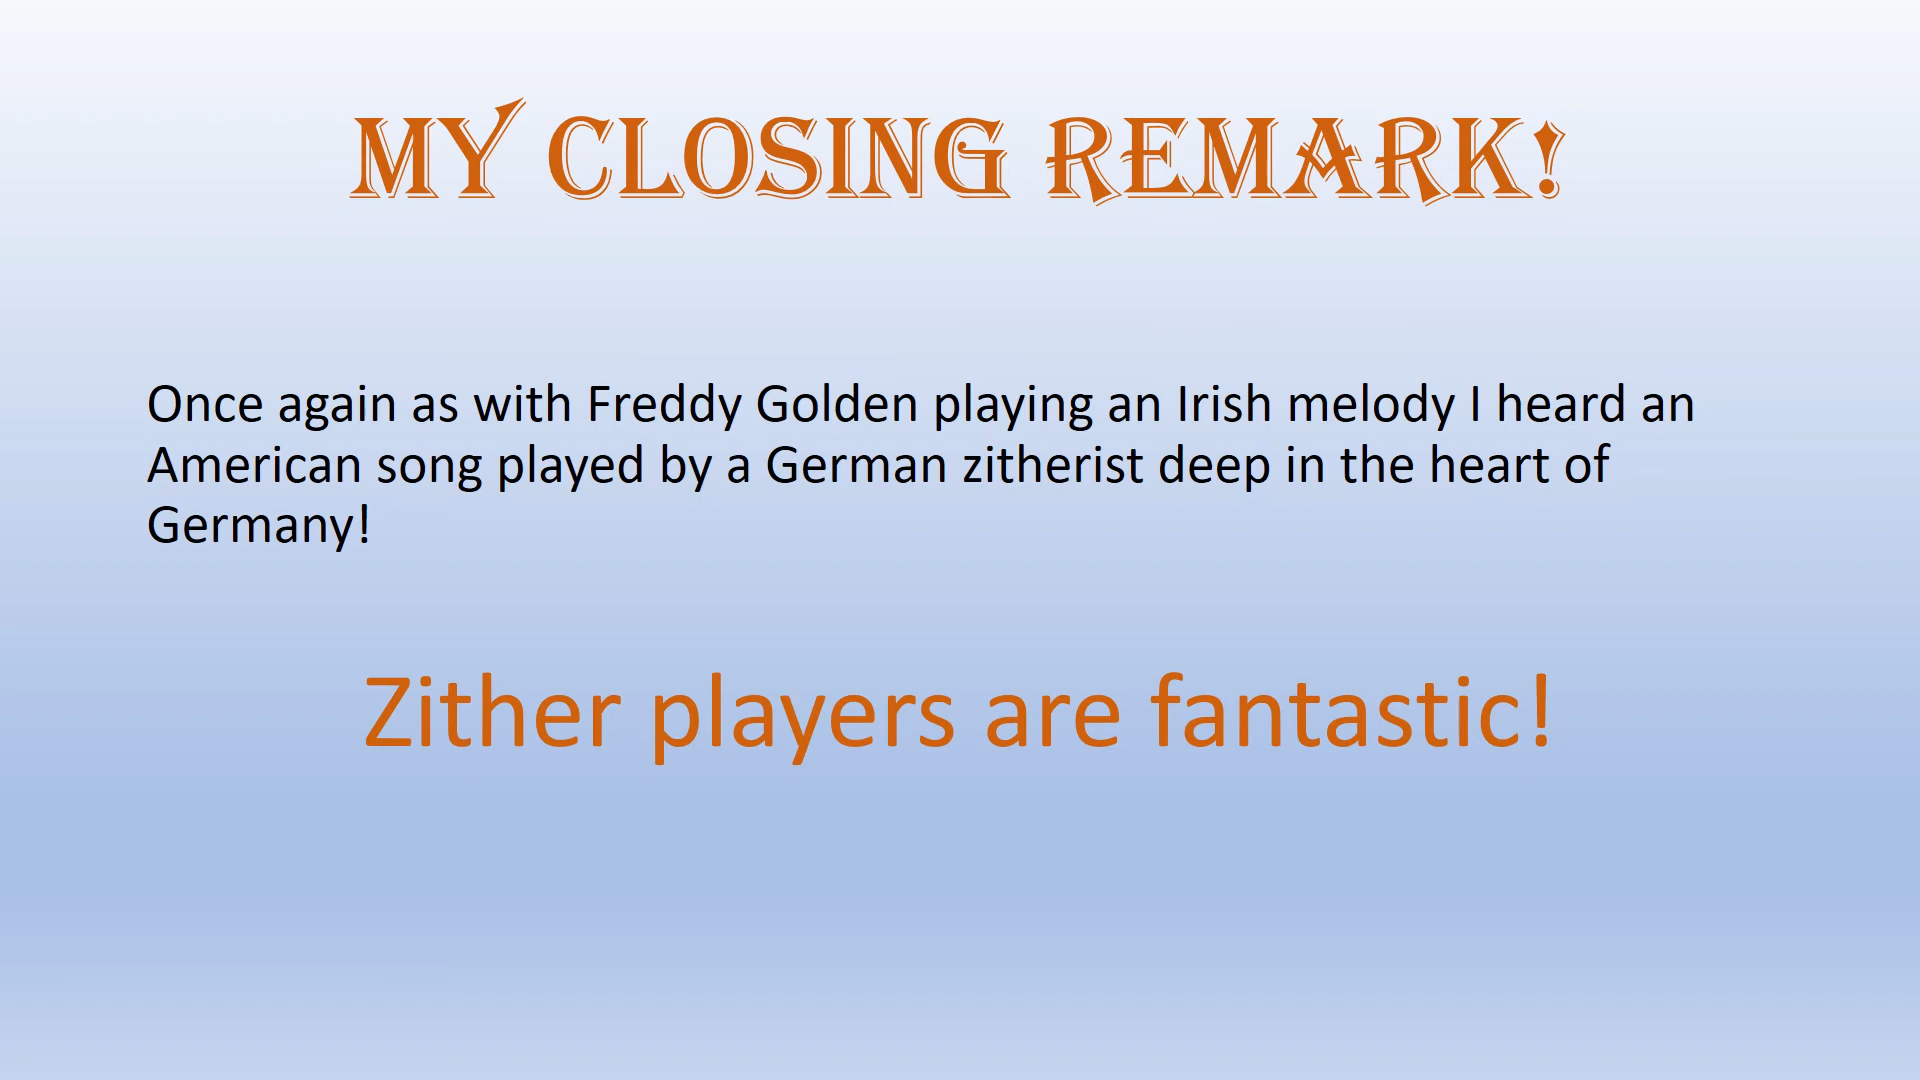 MY CLOSING REMARK!
Once again as with Freddy Golden playing an Irish melody I heard an
American song played by a German zitherist deep in the heart of
Germany!
Zither players are fantastic!